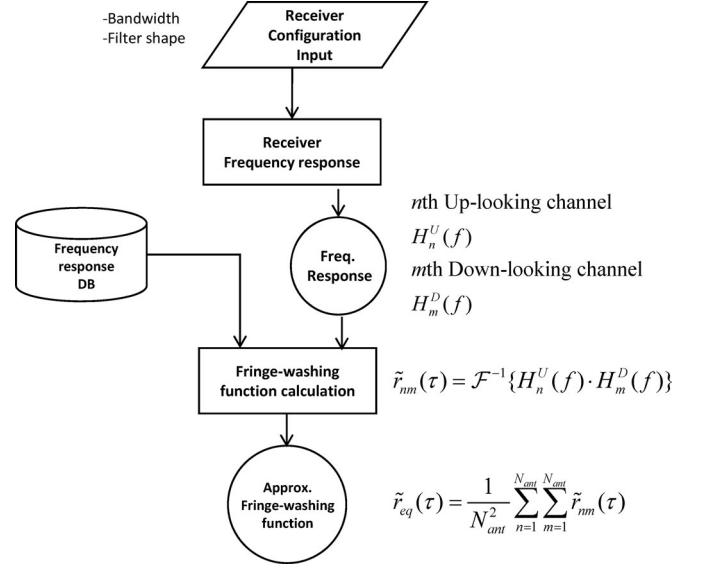 -Bandwidth
-Filter shape
Receiver
Configuration
Input
Receiver
Frequency response
nth Up-looking channel
H_n^U(f)
mth Down-looking channel
H_m^D(f)
Freq.
Response
Frequency
response
DB
Fringe-washing
function calculation
r̃_nm(τ) = ℱ⁻¹{H_n^U(f)·H_m^D(f)}
Approx.
Fringe-washing
function
r̃_eq(τ) = 1/N_ant^2 ∑_{n=1}^{N_ant} ∑_{m=1}^{N_ant} r̃_nm(τ)